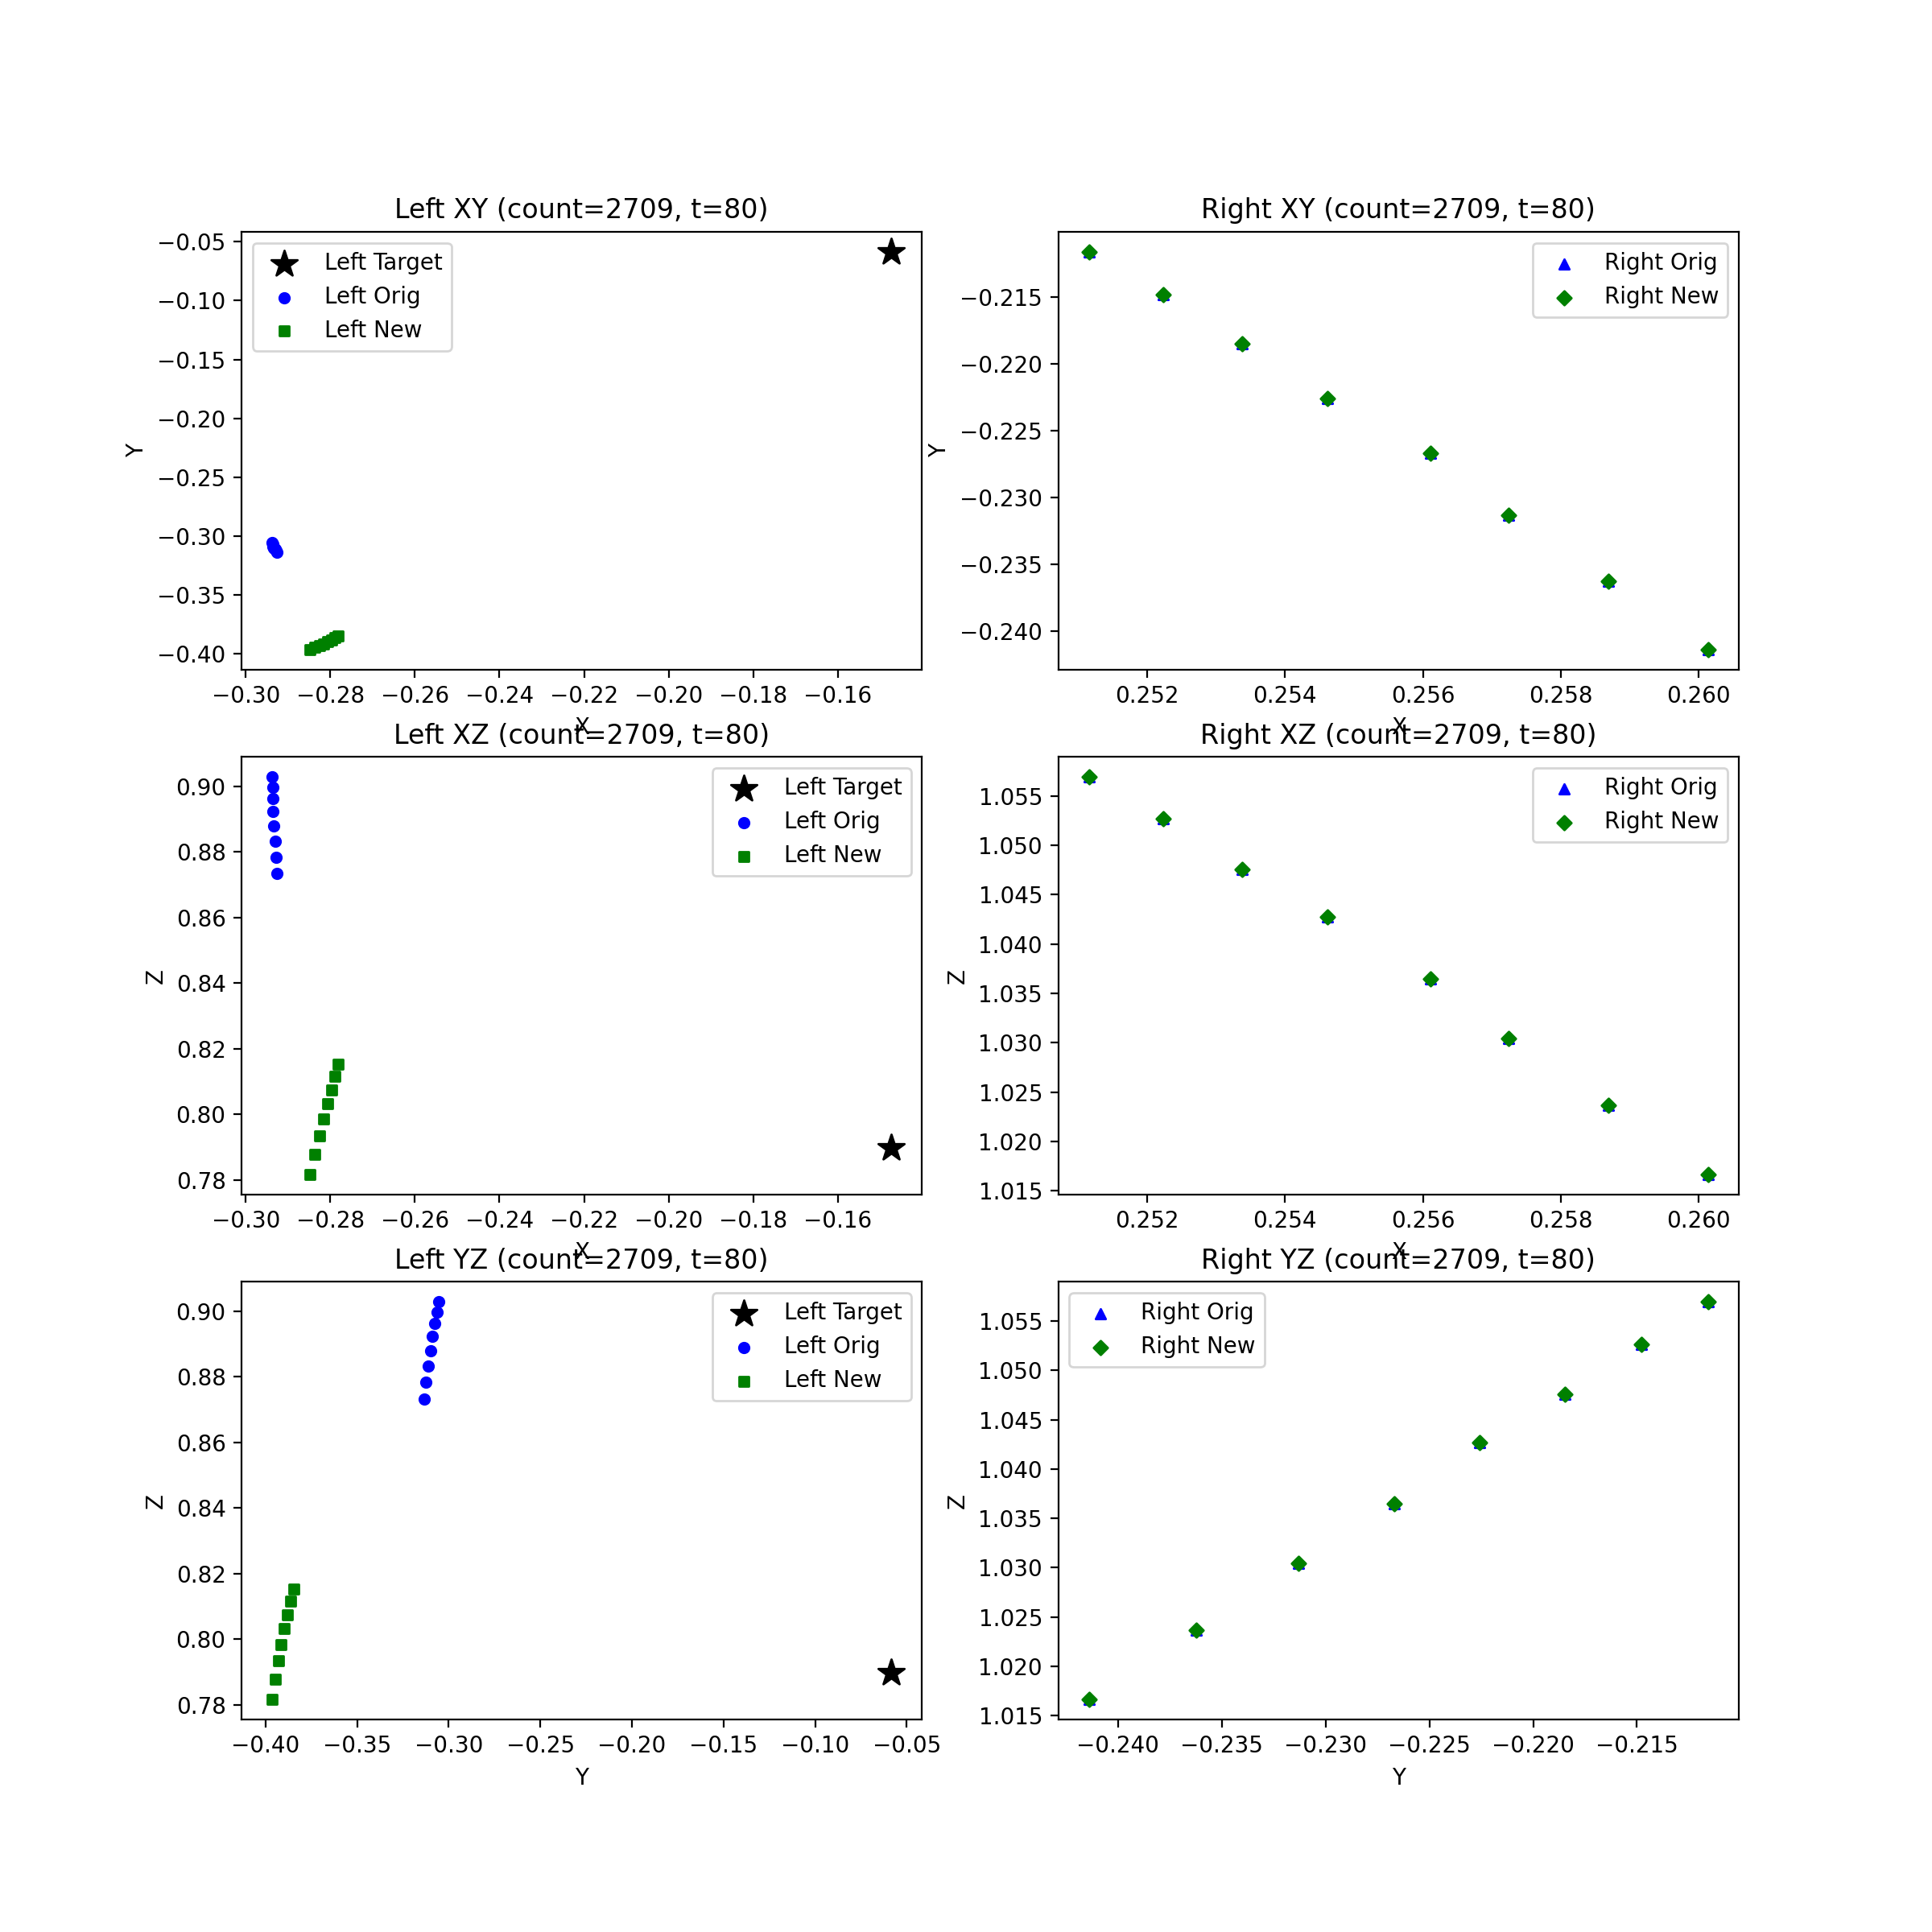 Left XY (count=2709, t=80)
Left Target
Left Orig
Left New
−0.05
−0.10
−0.15
−0.20
−0.25
−0.30
−0.35
−0.40
Y
−0.30 −0.28 −0.26 −0.24 −0.22 −0.20 −0.18 −0.16
X
Right XY (count=2709, t=80)
Right Orig
Right New
−0.215
−0.220
−0.225
−0.230
−0.235
−0.240
Y
0.252 0.254 0.256 0.258 0.260
X
Left XZ (count=2709, t=80)
Left Target
Left Orig
Left New
0.90
0.88
0.86
0.84
0.82
0.80
0.78
Z
−0.30 −0.28 −0.26 −0.24 −0.22 −0.20 −0.18 −0.16
X
Right XZ (count=2709, t=80)
Right Orig
Right New
1.055
1.050
1.045
1.040
1.035
1.030
1.025
1.020
1.015
Z
0.252 0.254 0.256 0.258 0.260
X
Left YZ (count=2709, t=80)
Left Target
Left Orig
Left New
0.90
0.88
0.86
0.84
0.82
0.80
0.78
Z
−0.40 −0.35 −0.30 −0.25 −0.20 −0.15 −0.10 −0.05
Y
Right YZ (count=2709, t=80)
Right Orig
Right New
1.055
1.050
1.045
1.040
1.035
1.030
1.025
1.020
1.015
Z
−0.240 −0.235 −0.230 −0.225 −0.220 −0.215
Y